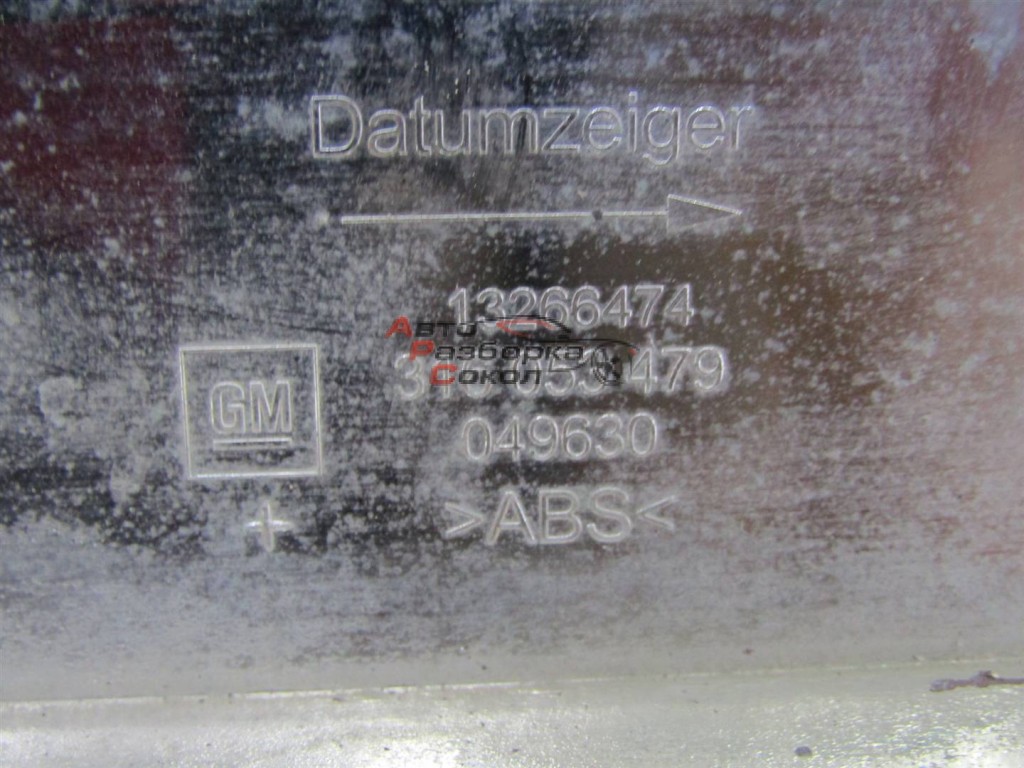 Datumzeiger
13266474
Авто
Разборка
Сокол
GM
049630
>ABS<